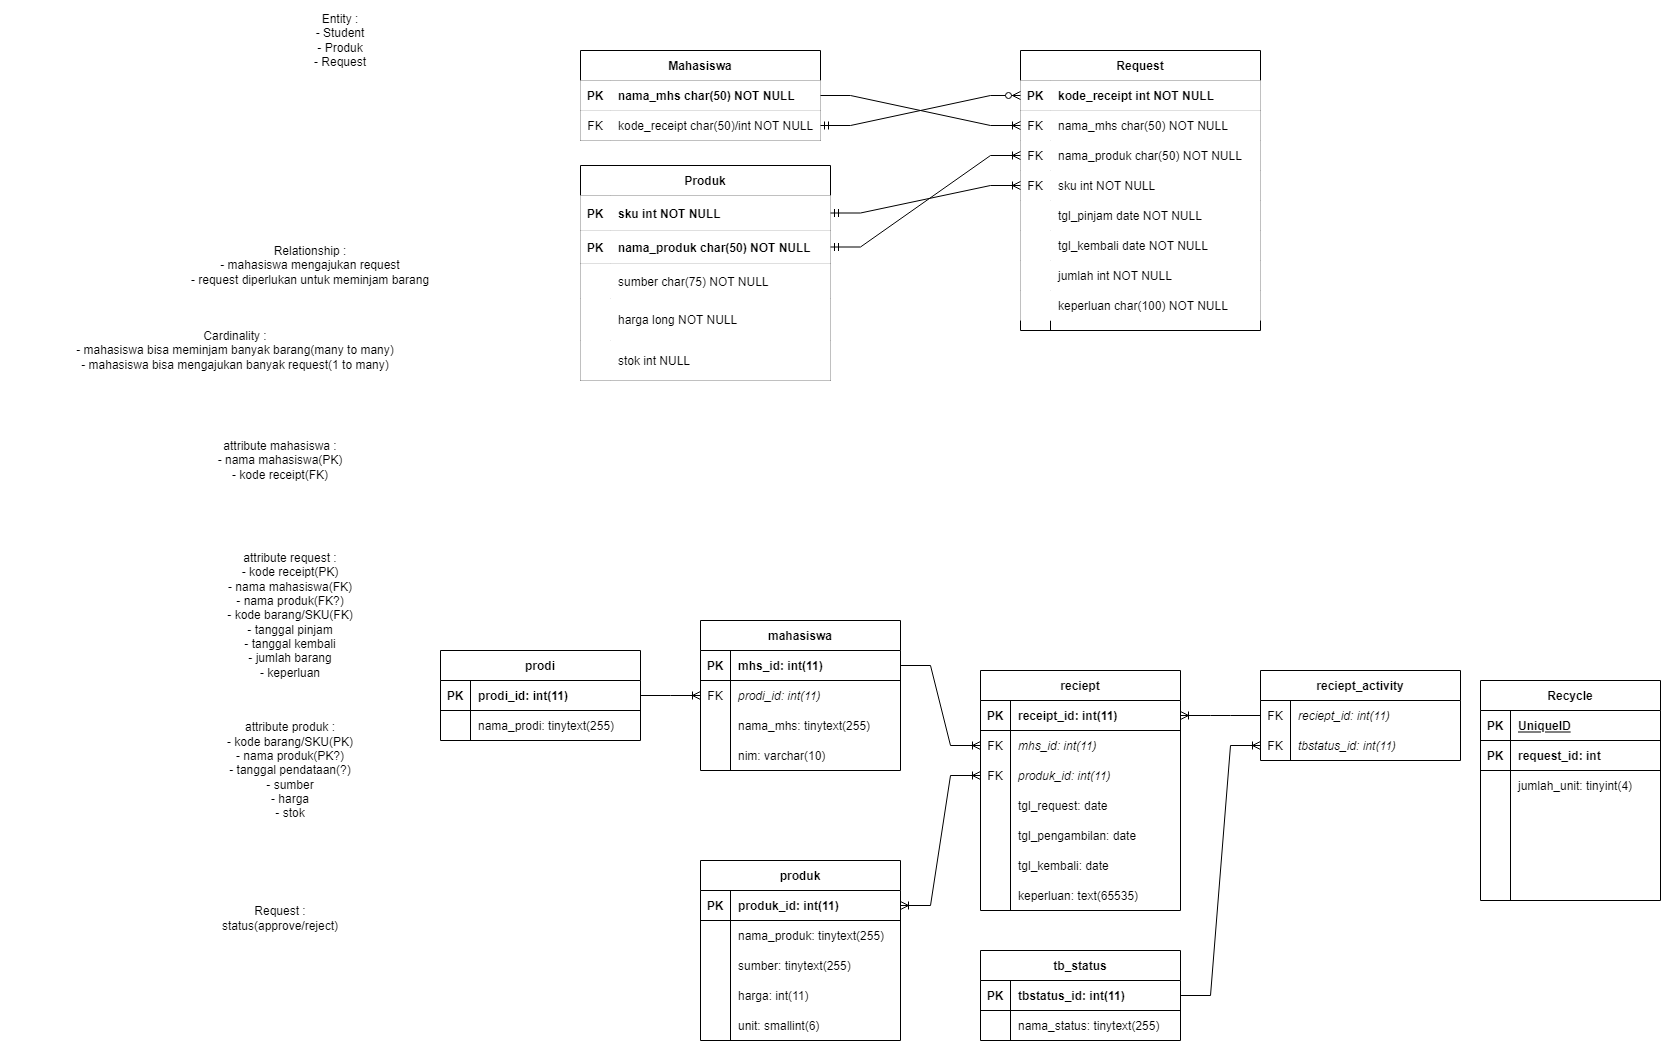 Entity :
- Student
- Produk
- Request
Mahasiswa
PK nama_mhs char(50) NOT NULL
FK kode_receipt char(50)/int NOT NULL
Request
PK kode_receipt int NOT NULL
FK nama_mhs char(50) NOT NULL
FK nama_produk char(50) NOT NULL
FK sku int NOT NULL
tgl_pinjam date NOT NULL
tgl_kembali date NOT NULL
jumlah int NOT NULL
keperluan char(100) NOT NULL
Produk
PK sku int NOT NULL
PK nama_produk char(50) NOT NULL
sumber char(75) NOT NULL
harga long NOT NULL
stok int NULL
Relationship :
- mahasiswa mengajukan request
- request diperlukan untuk meminjam barang
Cardinality :
- mahasiswa bisa meminjam banyak barang(many to many)
- mahasiswa bisa mengajukan banyak request(1 to many)
attribute mahasiswa :
- nama mahasiswa(PK)
- kode receipt(FK)
attribute request :
- kode receipt(PK)
- nama mahasiswa(FK)
- nama produk(FK?)
- kode barang/SKU(FK)
- tanggal pinjam
- tanggal kembali
- jumlah barang
- keperluan
attribute produk :
- kode barang/SKU(PK)
- nama produk(PK?)
- tanggal pendataan(?)
- sumber
- harga
- stok
Request :
status(approve/reject)
prodi
PK prodi_id: int(11)
nama_prodi: tinytext(255)
mahasiswa
PK mhs_id: int(11)
FK prodi_id: int(11)
nama_mhs: tinytext(255)
nim: varchar(10)
produk
PK produk_id: int(11)
nama_produk: tinytext(255)
sumber: tinytext(255)
harga: int(11)
unit: smallint(6)
reciept
PK receipt_id: int(11)
FK mhs_id: int(11)
FK produk_id: int(11)
tgl_request: date
tgl_pengambilan: date
tgl_kembali: date
keperluan: text(65535)
tb_status
PK tbstatus_id: int(11)
nama_status: tinytext(255)
reciept_activity
FK reciept_id: int(11)
FK tbstatus_id: int(11)
Recycle
PK UniqueID
PK request_id: int
jumlah_unit: tinyint(4)